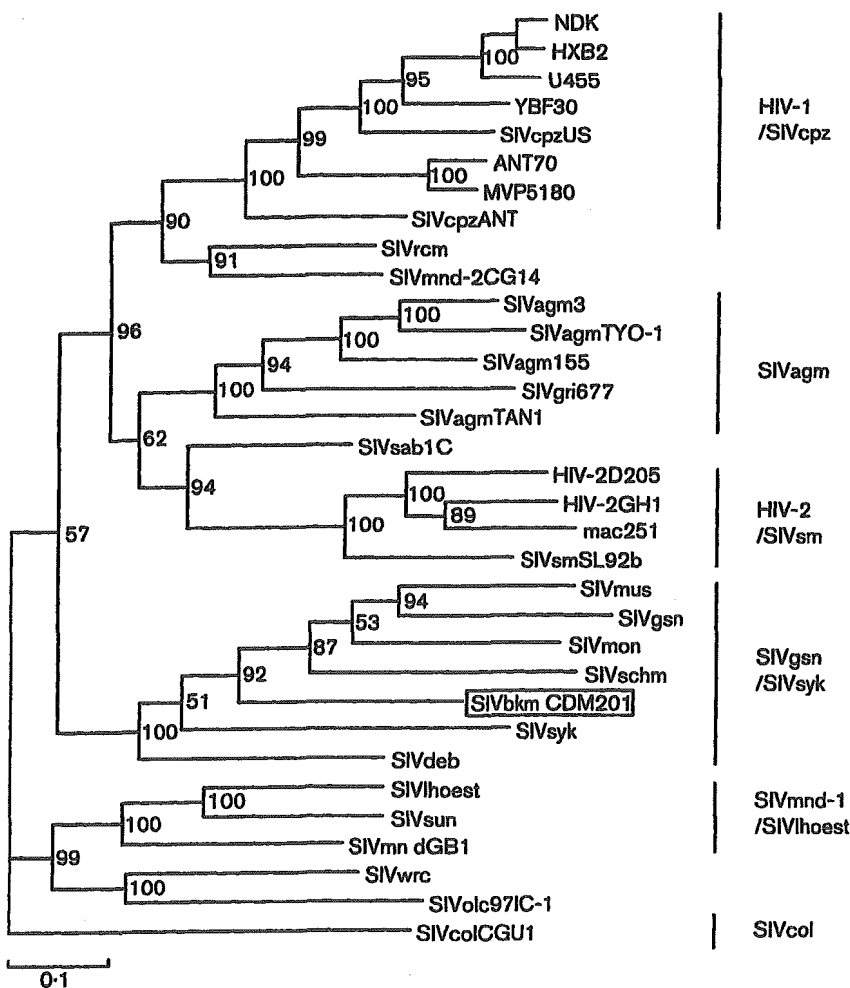 NDK
HXB2
100
U455
95
YBF30
100
HIV-1
/SIVcpz
SIVcpzUS
99
ANT70
100
100
MVP5180
SIVcpzANT
90
SIVrcm
91
SIVmnd-2CG14
SIVagm3
100
96
SIVagmTYO-1
100
SIVagm155
94
SIVagm
SIVgri677
100
SIVagmTAN1
62
SIVsab1C
HIV-2D205
94
100
HIV-2GH1
89
HIV-2
/SIVsm
100
mac251
57
SIVsmSL92b
SIVmus
94
SIVgsn
53
SIVmon
87
SIVgsn
/SIVsyk
SIVschm
92
SIVbkm CDM201
51
SIVsyk
100
SIVdeb
SIVlhoest
100
SIVmnd-1
/SIVlhoest
SIVsun
100
SIVmn dGB1
99
SIVwrc
100
SIVolc97IC-1
SIVcolCGU1
SIVcol
0·1